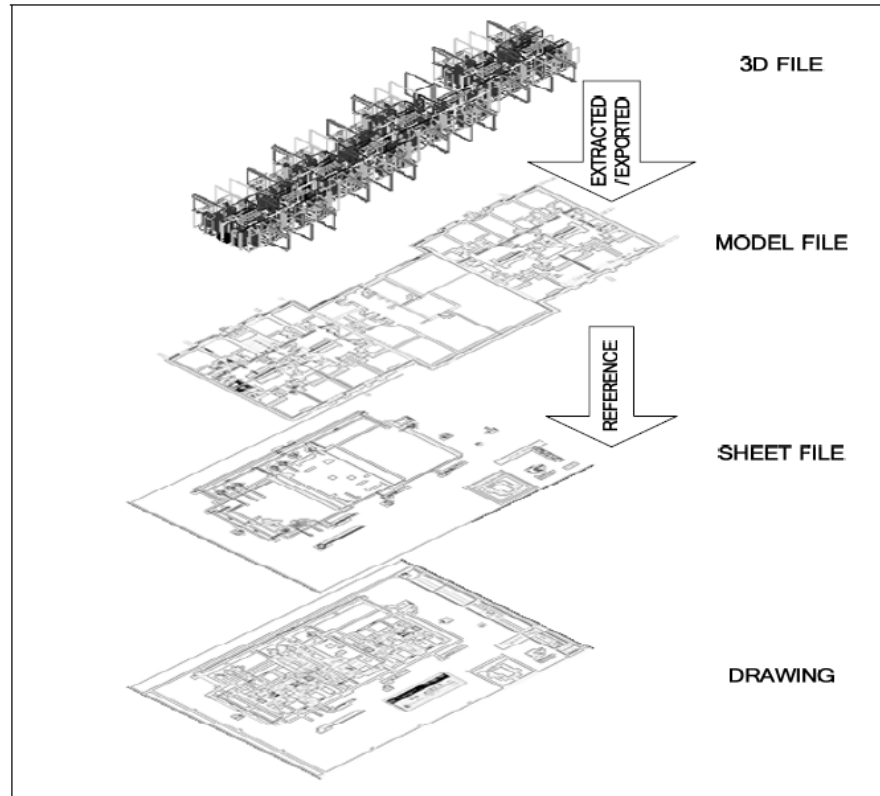 3D FILE
EXTRACTED
/EXPORTED
MODEL FILE
REFERENCE
SHEET FILE
DRAWING